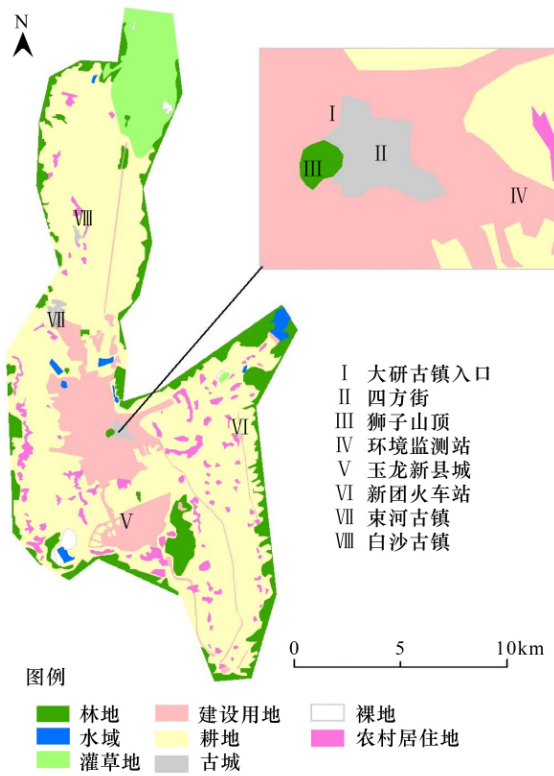 N
Ⅰ
Ⅱ
Ⅲ
Ⅳ
Ⅷ
Ⅶ
Ⅵ
Ⅴ
Ⅰ 大研古镇入口
Ⅱ 四方街
Ⅲ 狮子山顶
Ⅳ 环境监测站
Ⅴ 玉龙新县城
Ⅵ 新团火车站
Ⅶ 束河古镇
Ⅷ 白沙古镇
0 5 10km
图例
林地 建设用地 裸地
水域 耕地 农村居住地
灌草地 古城